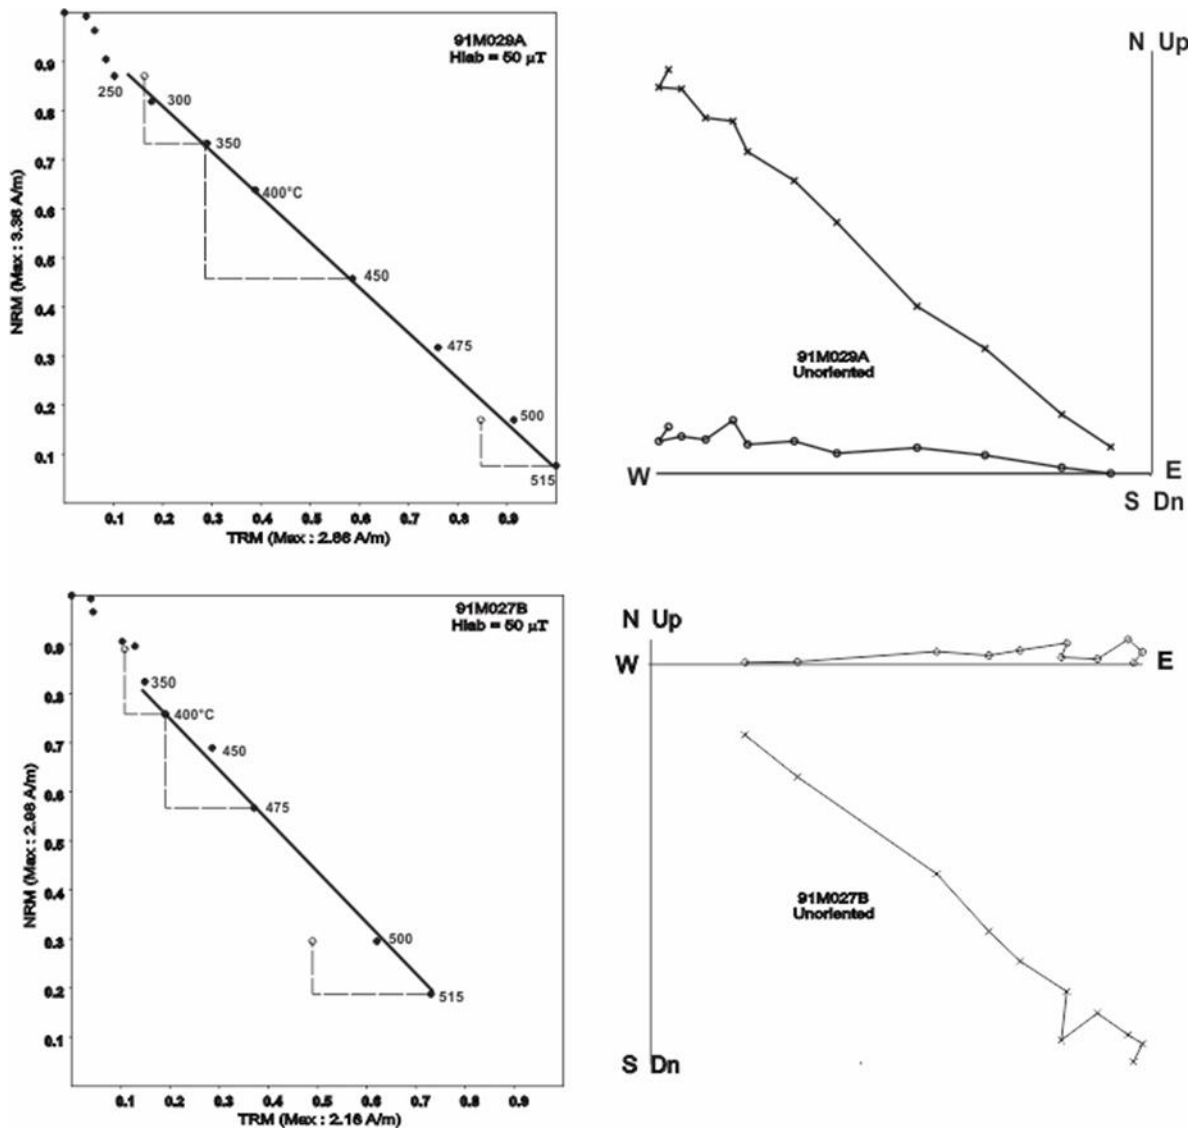 91M029A
Hlab = 50 µT
0.9
0.8
0.7
0.6
0.5
0.4
0.3
0.2
0.1
250
300
350
400°C
450
475
500
515
NRM (Max : 3.36 A/m)
0.1 0.2 0.3 0.4 0.5 0.6 0.7 0.8 0.9
TRM (Max : 2.86 A/m)
N Up
91M029A
Unoriented
W
E
S Dn
91M027B
Hlab = 50 µT
0.9
0.8
0.7
0.6
0.5
0.4
0.3
0.2
0.1
350
400°C
450
475
500
515
NRM (Max : 2.98 A/m)
0.1 0.2 0.3 0.4 0.5 0.6 0.7 0.8 0.9
TRM (Max : 2.16 A/m)
N Up
W
E
91M027B
Unoriented
S Dn